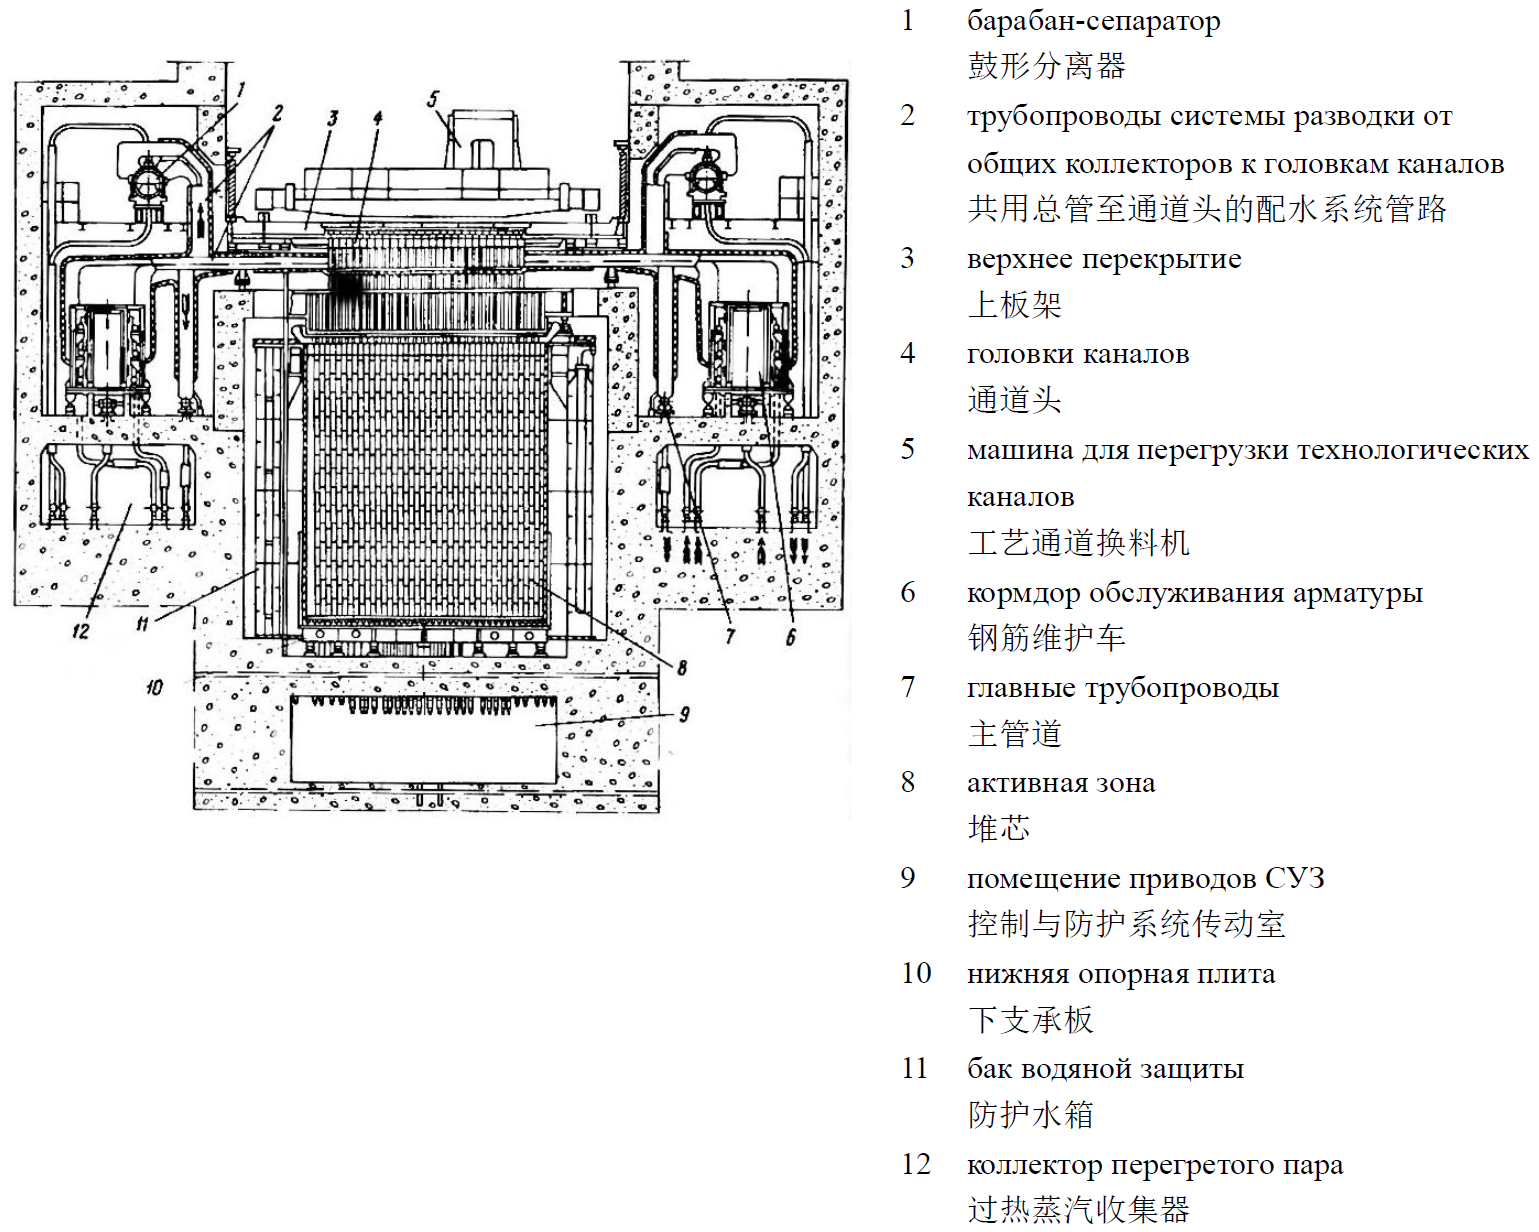 1 барабан-сепаратор
鼓形分离器
2 трубопроводы системы разводки от
общих коллекторов к головкам каналов
共用总管至通道头的配水系统管路
3 верхнее перекрытие
上板架
4 головки каналов
通道头
5 машина для перегрузки технологических
каналов
工艺通道换料机
6 кормдор обслуживания арматуры
钢筋维护车
7 главные трубопроводы
主管道
8 активная зона
堆芯
9 помещение приводов СУЗ
控制与防护系统传动室
10 нижняя опорная плита
下支承板
11 бак водяной защиты
防护水箱
12 коллектор перегретого пара
过热蒸汽收集器
1
2
3
4
5
12
11
7
6
10
8
9